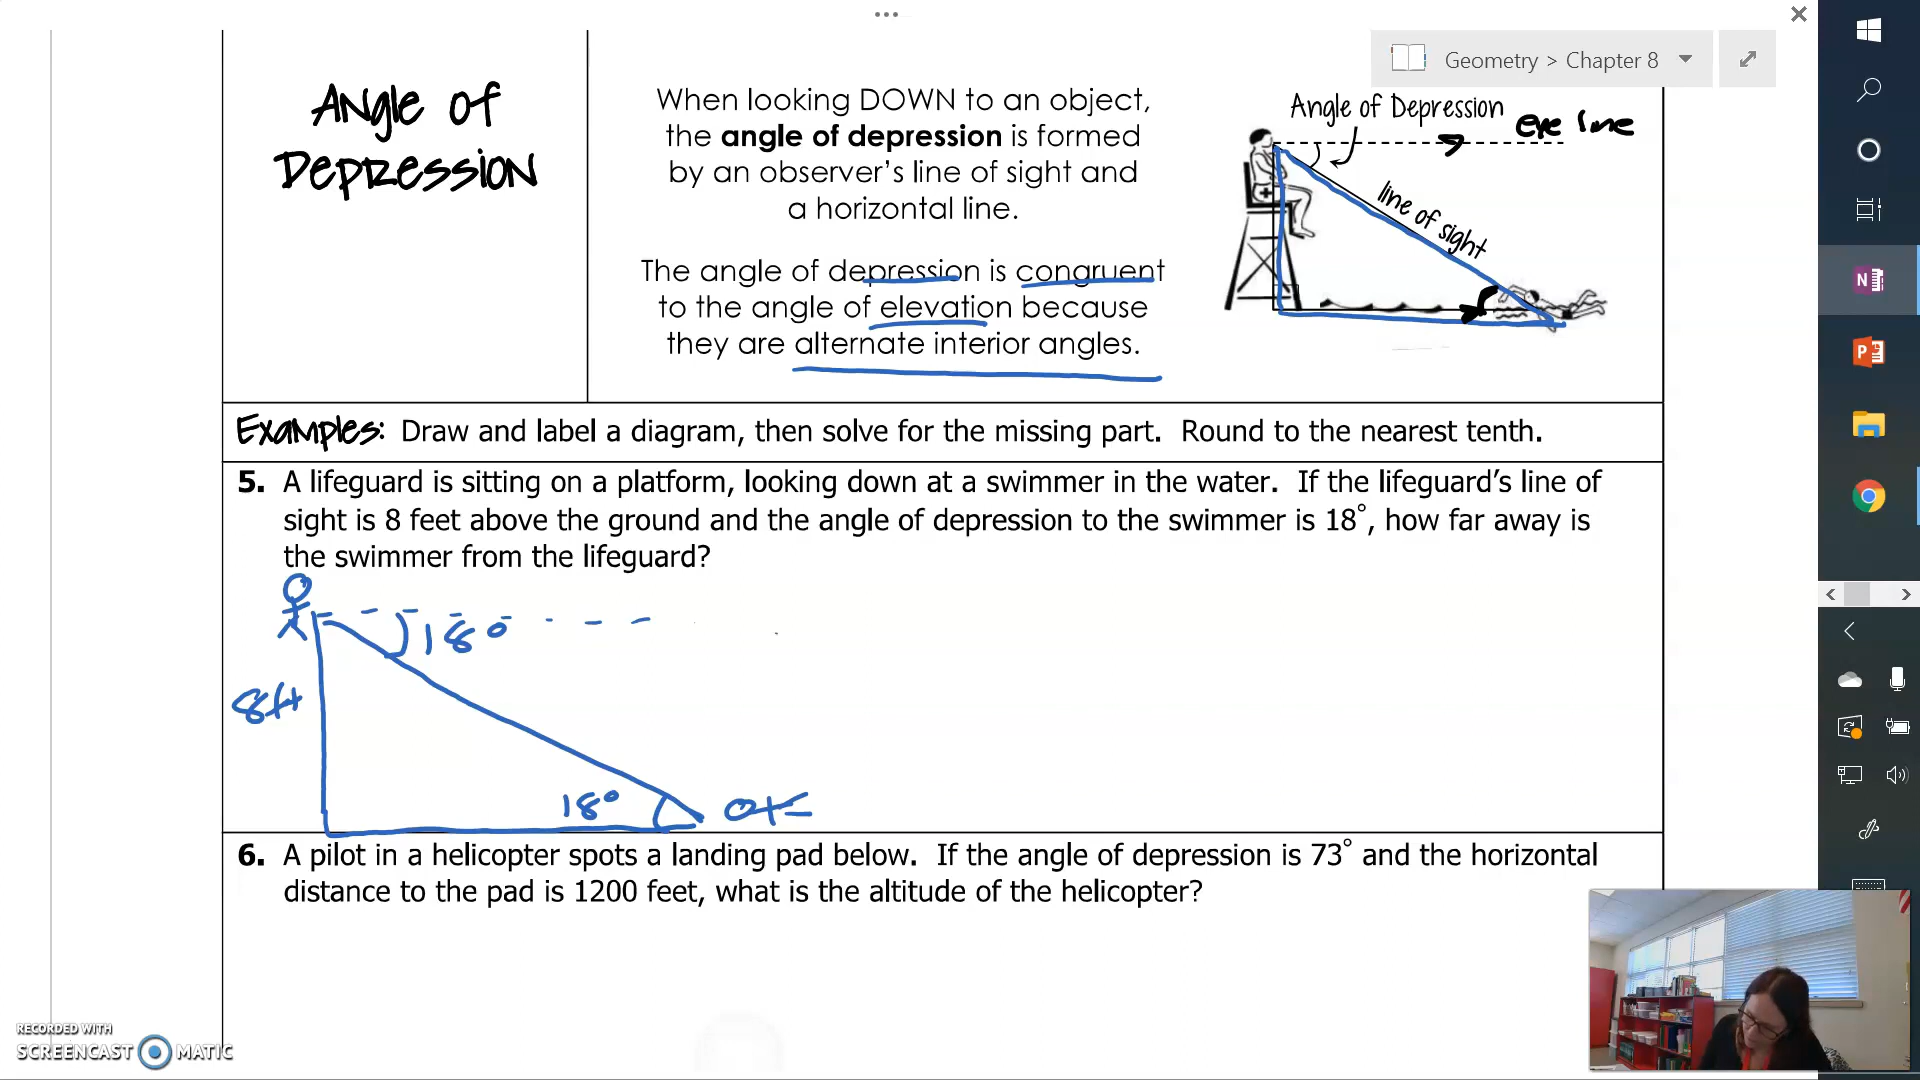 Geometry > Chapter 8
Angle of
Depression
When looking DOWN to an object,
the angle of depression is formed
by an observer's line of sight and
a horizontal line.
The angle of depression is congruent
to the angle of elevation because
they are alternate interior angles.
Angle of Depression
eye line
line of sight
Examples: Draw and label a diagram, then solve for the missing part. Round to the nearest tenth.
5. A lifeguard is sitting on a platform, looking down at a swimmer in the water. If the lifeguard's line of
sight is 8 feet above the ground and the angle of depression to the swimmer is 18°, how far away is
the swimmer from the lifeguard?
18°
8ft
18°
6. A pilot in a helicopter spots a landing pad below. If the angle of depression is 73° and the horizontal
distance to the pad is 1200 feet, what is the altitude of the helicopter?
RECORDED WITH
SCREENCAST MATIC